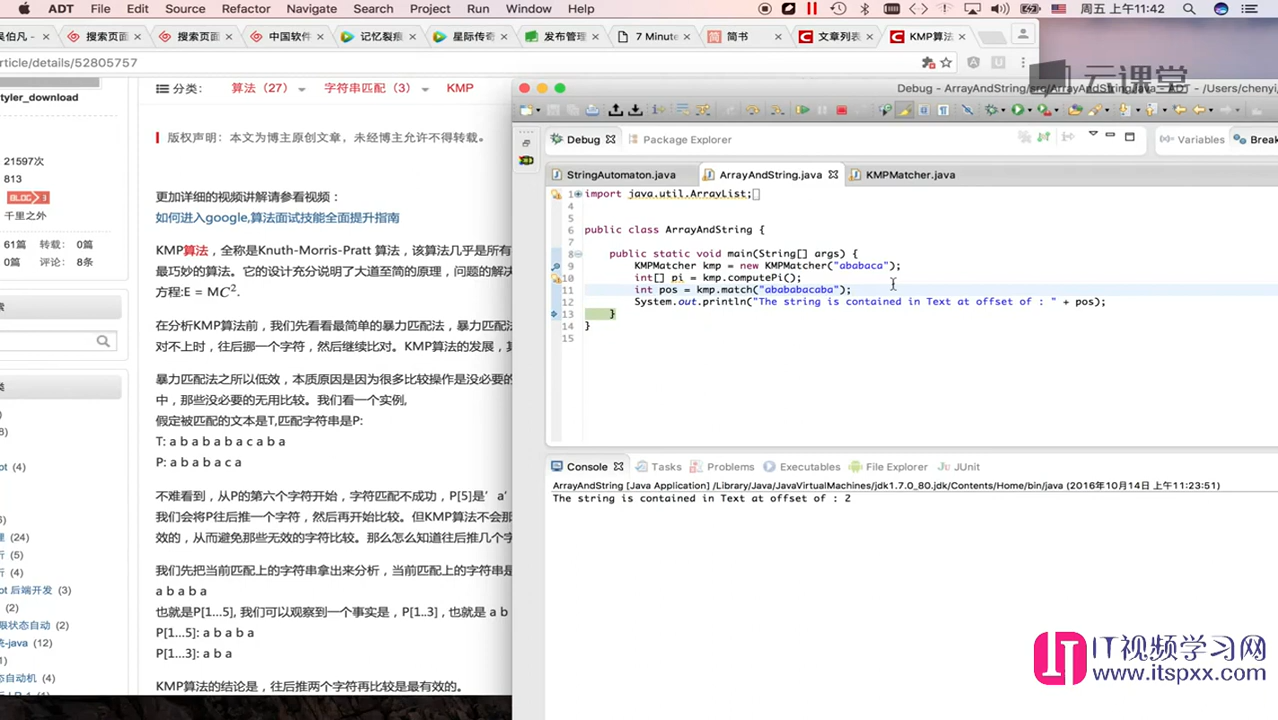 ADT File Edit Source Refactor Navigate Search Project Run Window Help 周五 上午11:42
吴伯凡 搜索页面 搜索页面 中国软件 记忆裂痕 星际传奇 发布管理 7 Minute 简书 文章列表 KMP算法
rticle/details/52805757
云课堂
tyler_download
分类： 算法（27） 字符串匹配（3） KMP
Debug - ArrayAndString/src/ArrayAndString.java - ADT - /Users/chenyi
Debug Package Explorer Variables Break
版权声明：本文为博主原创文章，未经博主允许不得转载。
21597次
813
BLOG 3
千里之外
61篇 转载： 0篇
0篇 评论： 8条
StringAutomaton.java ArrayAndString.java KMPMatcher.java
更加详细的视频讲解请参看视频：
如何进入google,算法面试技能全面提升指南
KMP算法，全称是Knuth-Morris-Pratt 算法，该算法几乎是所有
最巧妙的算法。它的设计充分说明了大道至简的原理，问题的解决
方程:E = MC².
在分析KMP算法前，我们先看看最简单的暴力匹配法，暴力匹配
对不上时，往后挪一个字符，然后继续比对。KMP算法的发展，
暴力匹配法之所以低效，本质原因是因为很多比较操作是没必要的
中，那些没必要的无用比较。我们看一个实例,
假定被匹配的文本是T,匹配字符串是P:
T: a b a b a b a c a b a
P: a b a b a c a
不难看到，从P的第六个字符开始，字符匹配不成功，P[5]是’a’
我们会将P往后推一个字符，然后再开始比较。但KMP算法不会那
效的，从而避免那些无效的字符比较。那么怎么知道往后推几个字
我们先把当前匹配上的字符串拿出来分析，当前匹配上的字符串是
a b a b a
也就是P[1...5], 我们可以观察到一个事实是，P[1..3]，也就是 a b
P[1...5]: a b a b a
P[1...3]: a b a
KMP算法的结论是，往后推两个字符再比较是最有效的。
类
)
8)
ot (4)
理 (24)
析 (5)
析 (4)
ot 后端开发 (3)
(2)
限状态自动 (2)
统-java (12)
1)
态自动机 (4)
1 import java.util.ArrayList;
4
5
6 public class ArrayAndString {
7
8 public static void main(String[] args) {
9 KMPMatcher kmp = new KMPMatcher("ababaca");
10 int[] pi = kmp.computePi();
11 int pos = kmp.match("abababacaba");
12 System.out.println("The string is contained in Text at offset of : " + pos);
13 }
14 }
15
Console Tasks Problems Executables File Explorer JUnit
ArrayAndString [Java Application] /Library/Java/JavaVirtualMachines/jdk1.7.0_80.jdk/Contents/Home/bin/java (2016年10月14日 上午11:23:51)
The string is contained in Text at offset of : 2
IT视频学习网
www.itspxx.com